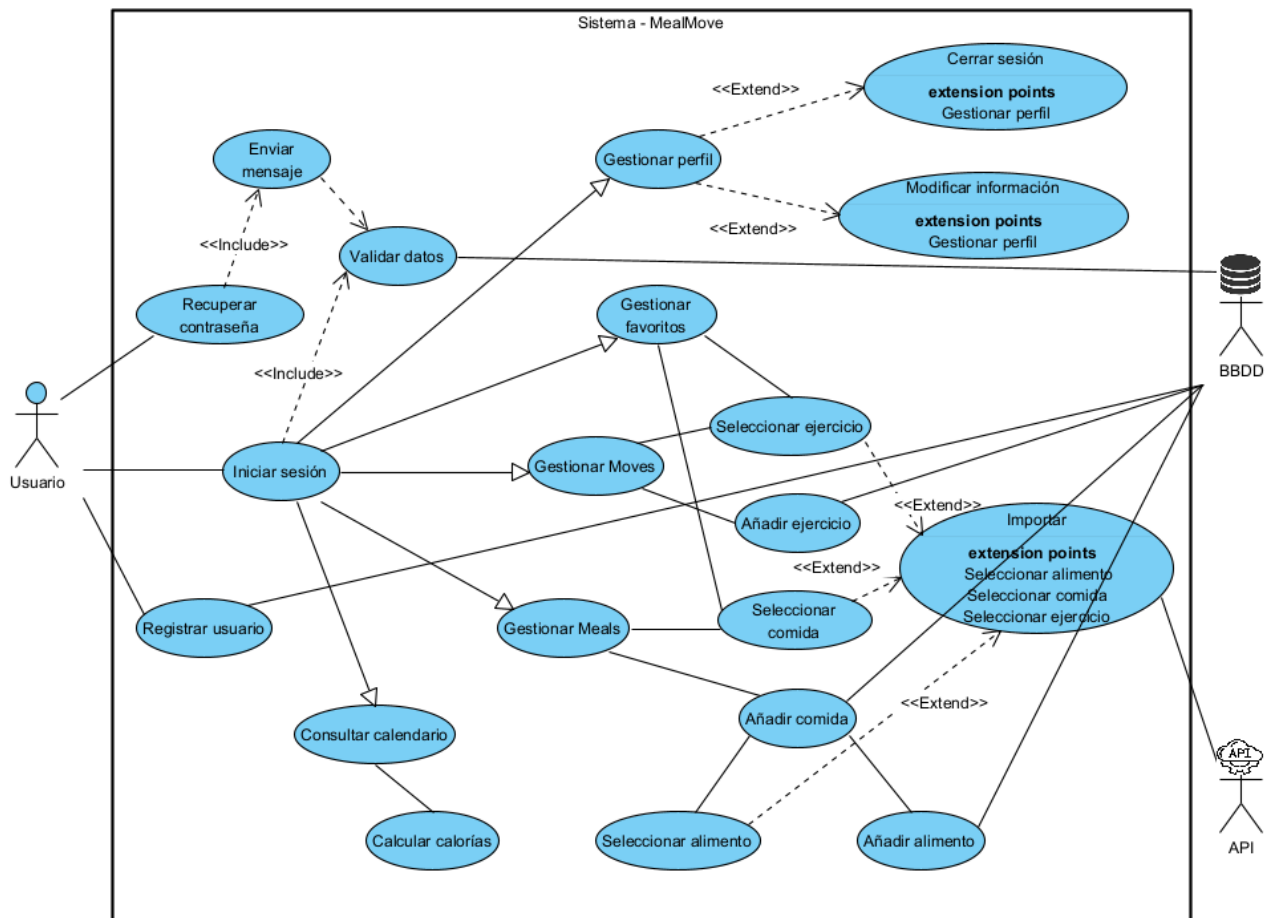 Sistema - MealMove
Cerrar sesión
extension points
Gestionar perfil
<<Extend>>
Enviar
mensaje
Gestionar perfil
Modificar información
extension points
Gestionar perfil
<<Extend>>
<<Include>>
Validar datos
Recuperar
contraseña
Gestionar
favoritos
BBDD
<<Include>>
Seleccionar ejercicio
Usuario
Iniciar sesión
Gestionar Moves
<<Extend>>
Añadir ejercicio
Importar
extension points
Seleccionar alimento
Seleccionar comida
Seleccionar ejercicio
<<Extend>>
Registrar usuario
Gestionar Meals
Seleccionar
comida
<<Extend>>
Añadir comida
Consultar calendario
API
API
Calcular calorías
Seleccionar alimento
Añadir alimento